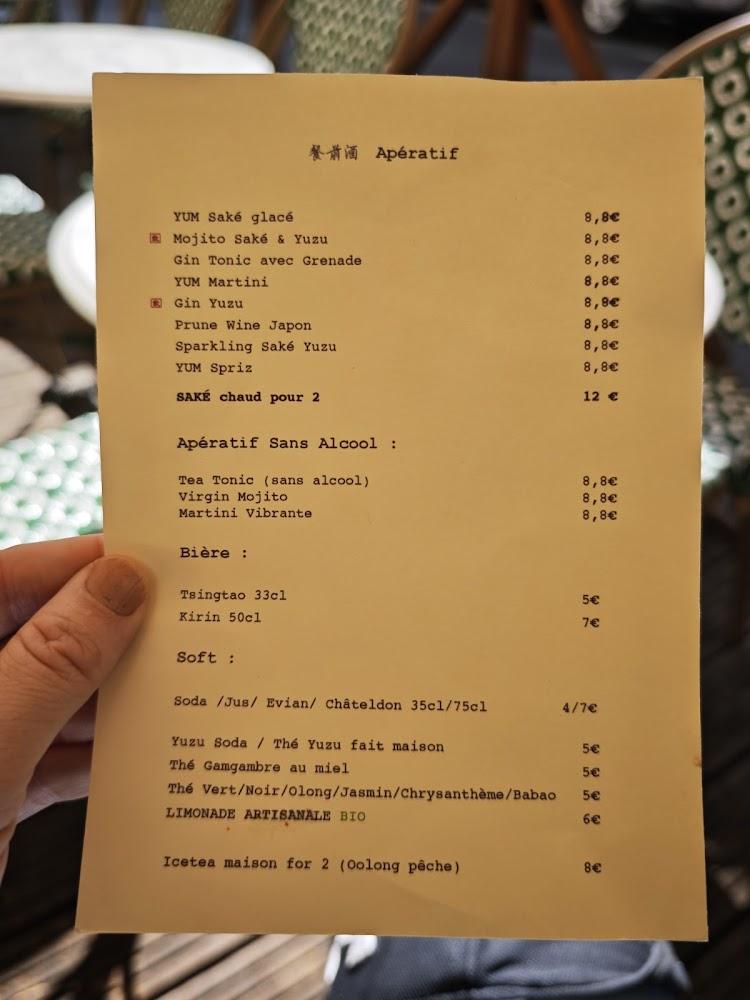 餐前酒 Apératif
YUM Saké glacé 8,8€
Mojito Saké & Yuzu 8,8€
Gin Tonic avec Grenade 8,8€
YUM Martini 8,8€
Gin Yuzu 8,8€
Prune Wine Japon 8,8€
Sparkling Saké Yuzu 8,8€
YUM Spriz 8,8€
SAKÉ chaud pour 2 12 €
Apératif Sans Alcool :
Tea Tonic (sans alcool) 8,8€
Virgin Mojito 8,8€
Martini Vibrante 8,8€
Bière :
Tsingtao 33cl 5€
Kirin 50cl 7€
Soft :
Soda /Jus/ Evian/ Châteldon 35cl/75cl 4/7€
Yuzu Soda / Thé Yuzu fait maison 5€
Thé Gamgambre au miel 5€
Thé Vert/Noir/Olong/Jasmin/Chrysanthème/Babao 5€
LIMONADE ARTISANALE BIO 6€
Icetea maison for 2 (Oolong pêche) 8€